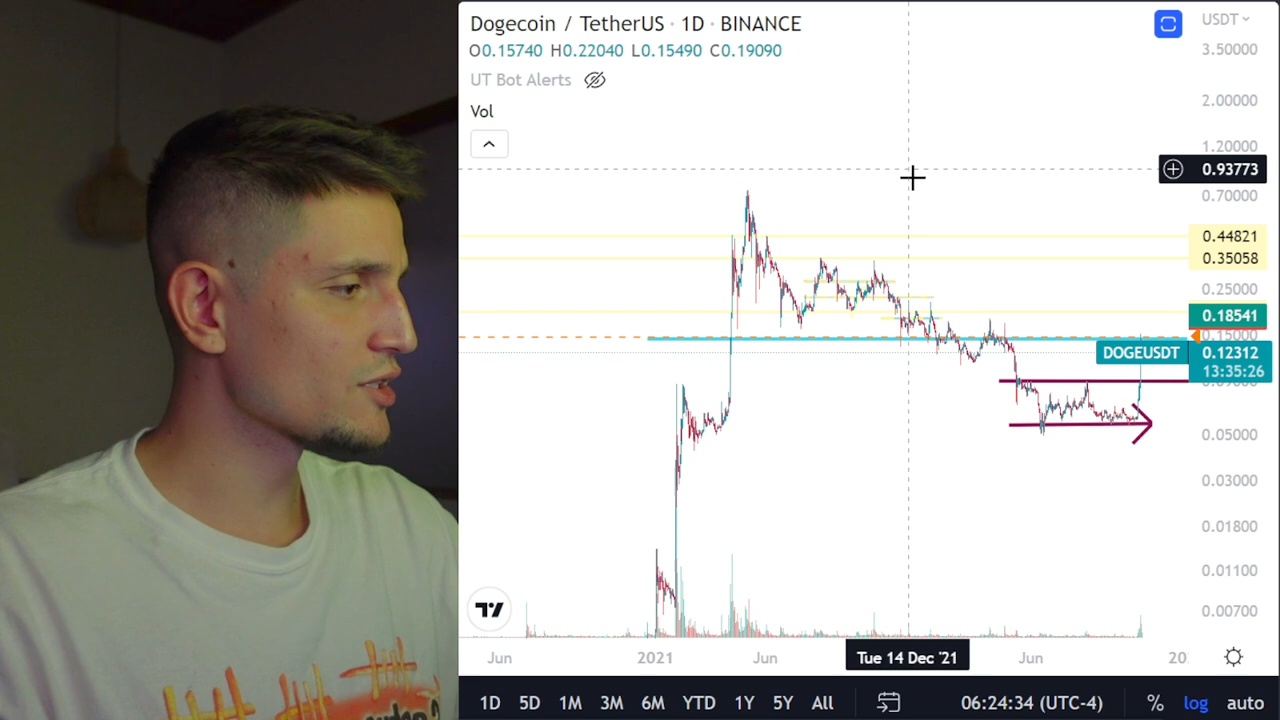 Dogecoin / TetherUS · 1D · BINANCE
USDT
O0.15740 H0.22040 L0.15490 C0.19090
UT Bot Alerts
Vol
3.50000
2.00000
1.20000
0.93773
0.70000
0.44821
0.35058
0.25000
0.18541
0.15000
DOGEUSDT 0.12312
13:35:26
0.05000
0.03000
0.01800
0.01100
0.00700
Jun 2021 Jun Tue 14 Dec '21 Jun 20
1D 5D 1M 3M 6M YTD 1Y 5Y All 06:24:34 (UTC-4) % log auto